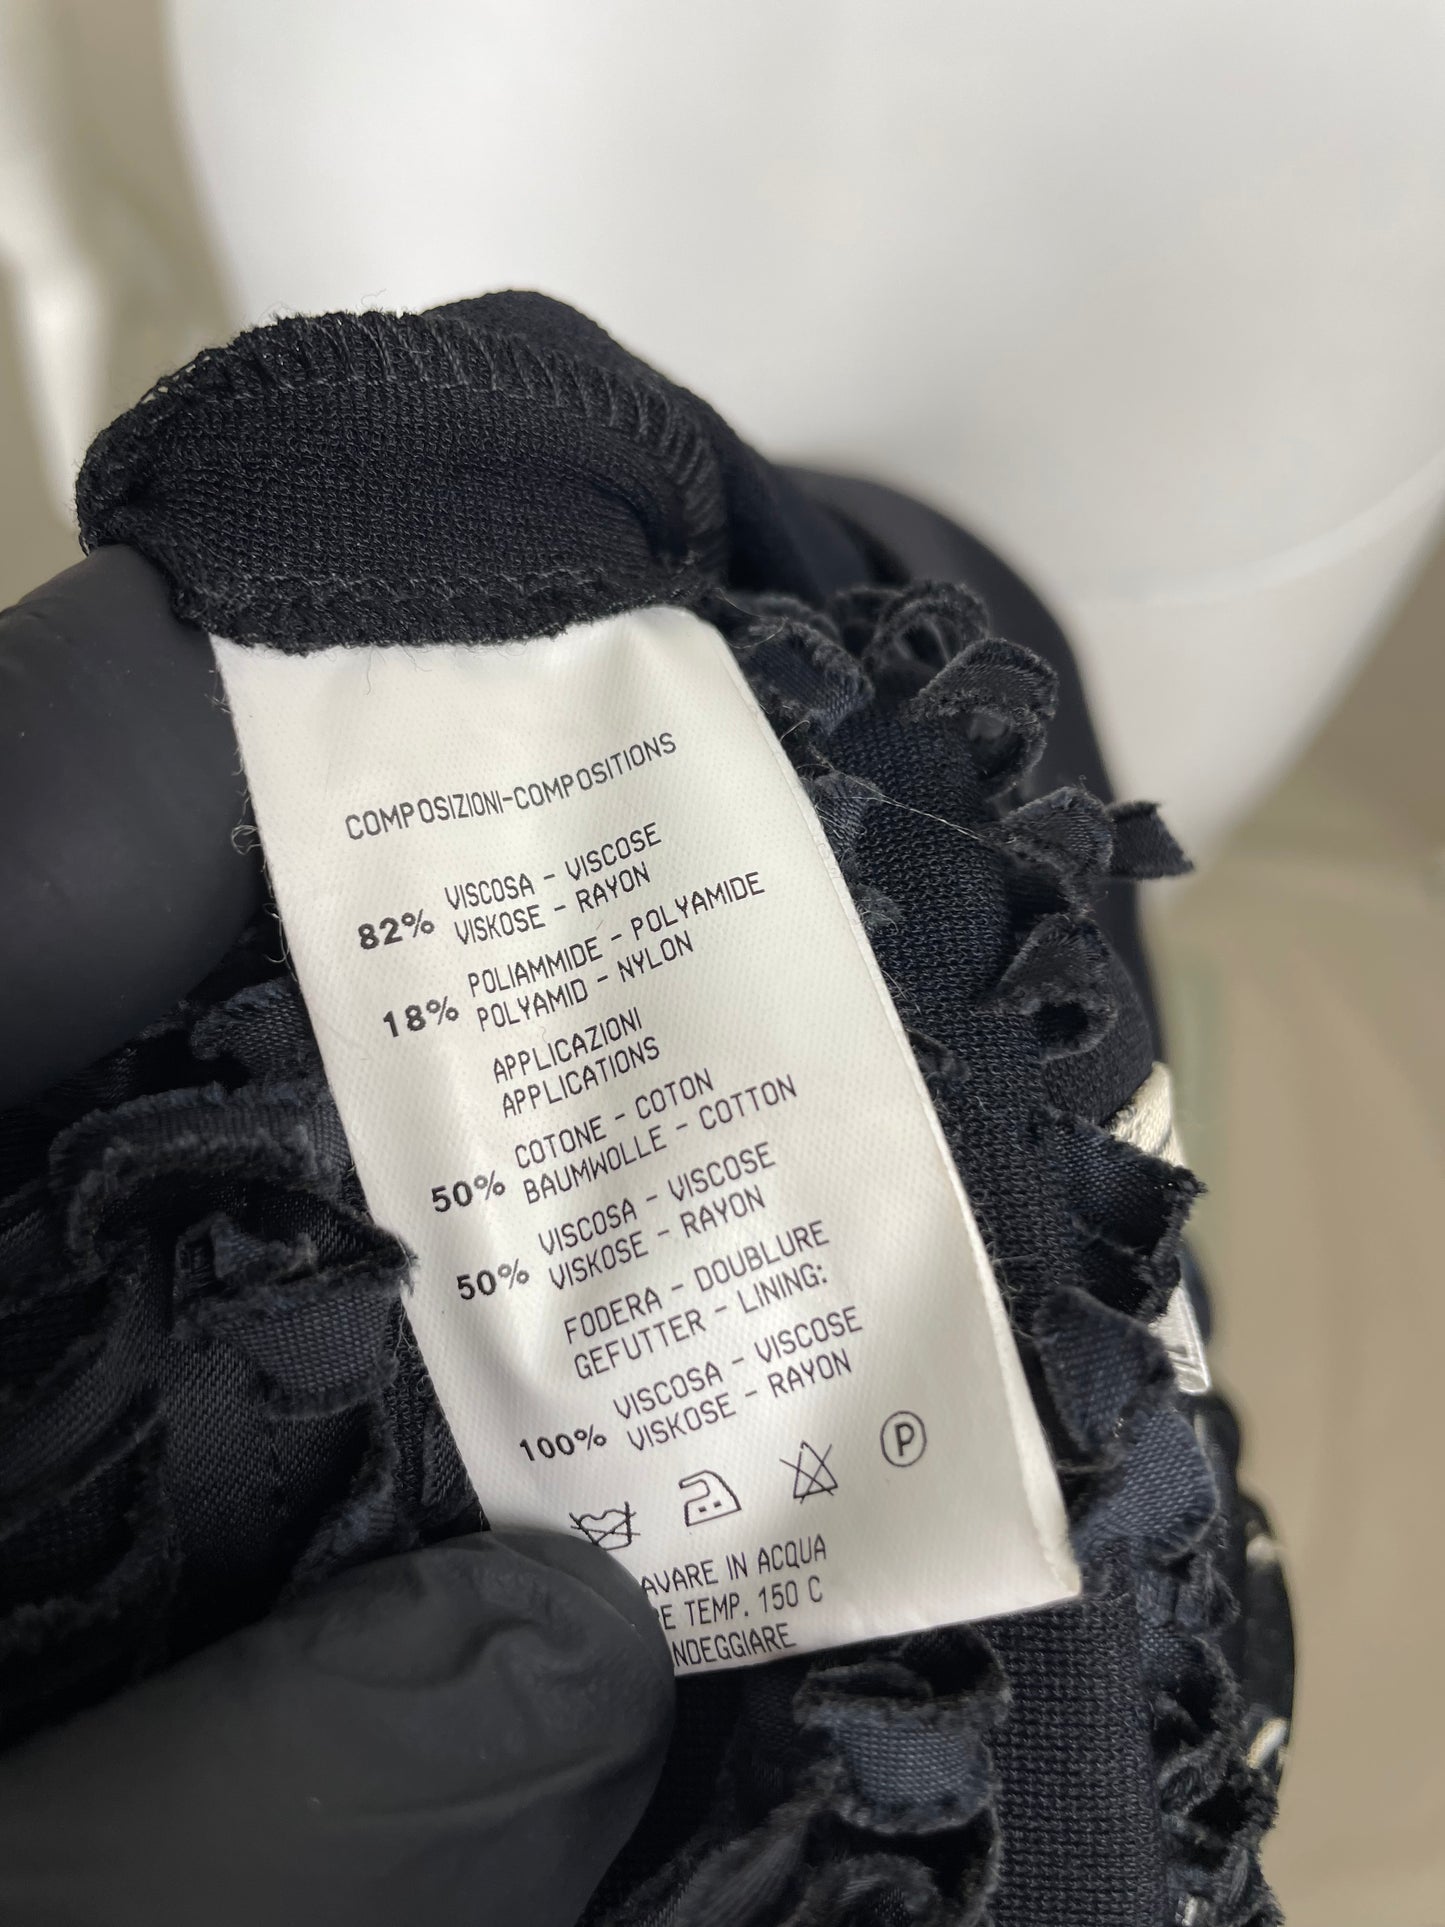 COMPOSIZIONI-COMPOSITIONS
82% VISCOSA - VISCOSE
VISKOSE - RAYON
18% POLIAMMIDE - POLYAMIDE
POLYAMID - NYLON
APPLICAZIONI
APPLICATIONS
50% COTONE - COTON
BAUMWOLLE - COTTON
50% VISCOSA - VISCOSE
VISKOSE - RAYON
FODERA - DOUBLURE
GEFUTTER - LINING:
100% VISCOSA - VISCOSE
VISKOSE - RAYON
P
AVARE IN ACQUA
E TEMP. 150 C
NDEGGIARE